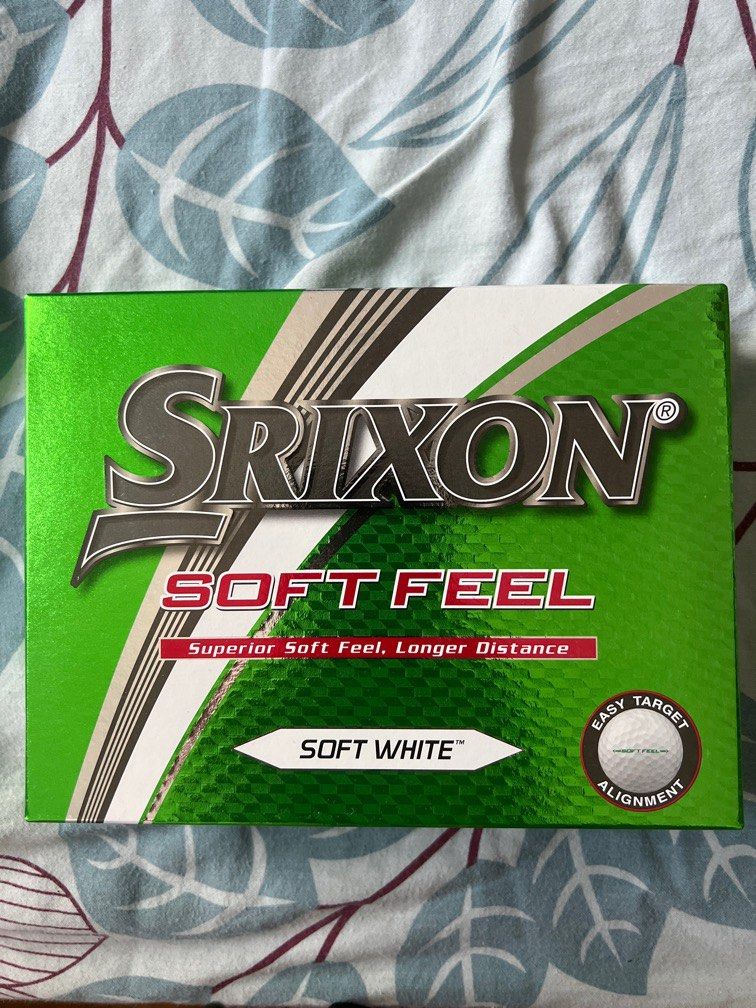 SRIXON®
SOFT FEEL
Superior Soft Feel, Longer Distance
SOFT WHITE™
EASY TARGET
SOFT FEEL
ALIGNMENT